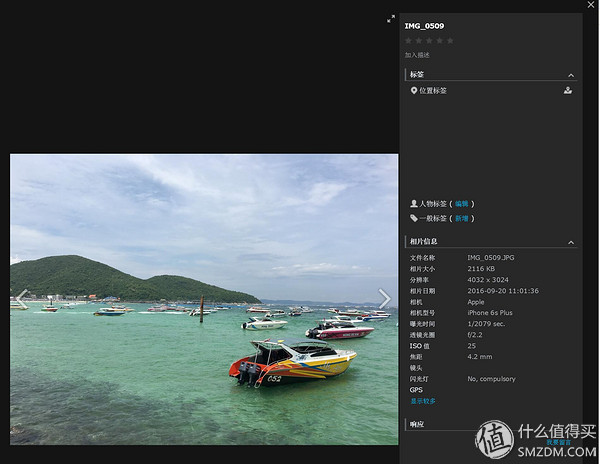 IMG_0509
加入描述
标签
位置标签
人物标签 ( 编辑 )
一般标签 ( 新增 )
相片信息
文件名称 IMG_0509.JPG
相片大小 2116 KB
分辨率 4032 x 3024
相片日期 2016-09-20 11:01:36
相机 Apple
相机型号 iPhone 6s Plus
曝光时间 1/2079 sec.
透镜光圈 f/2.2
ISO 值 25
焦距 4.2 mm
镜头
闪光灯 No, compulsory
GPS
显示较多
响应
我要留言
052
值 什么值得买
SMZDM.COM